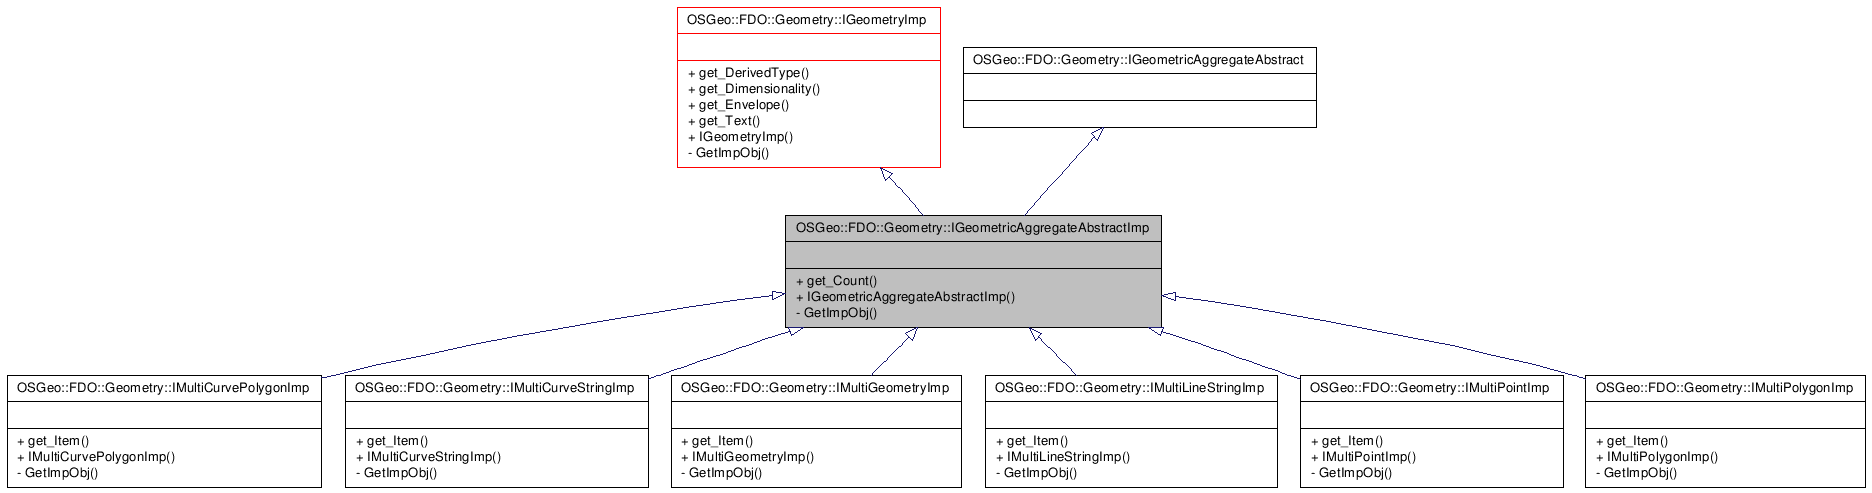 OSGeo::FDO::Geometry::IGeometryImp
+ get_DerivedType()
+ get_Dimensionality()
+ get_Envelope()
+ get_Text()
+ IGeometryImp()
- GetImpObj()
OSGeo::FDO::Geometry::IGeometricAggregateAbstract
OSGeo::FDO::Geometry::IGeometricAggregateAbstractImp
+ get_Count()
+ IGeometricAggregateAbstractImp()
- GetImpObj()
OSGeo::FDO::Geometry::IMultiCurvePolygonImp
+ get_Item()
+ IMultiCurvePolygonImp()
- GetImpObj()
OSGeo::FDO::Geometry::IMultiCurveStringImp
+ get_Item()
+ IMultiCurveStringImp()
- GetImpObj()
OSGeo::FDO::Geometry::IMultiGeometryImp
+ get_Item()
+ IMultiGeometryImp()
- GetImpObj()
OSGeo::FDO::Geometry::IMultiLineStringImp
+ get_Item()
+ IMultiLineStringImp()
- GetImpObj()
OSGeo::FDO::Geometry::IMultiPointImp
+ get_Item()
+ IMultiPointImp()
- GetImpObj()
OSGeo::FDO::Geometry::IMultiPolygonImp
+ get_Item()
+ IMultiPolygonImp()
- GetImpObj()